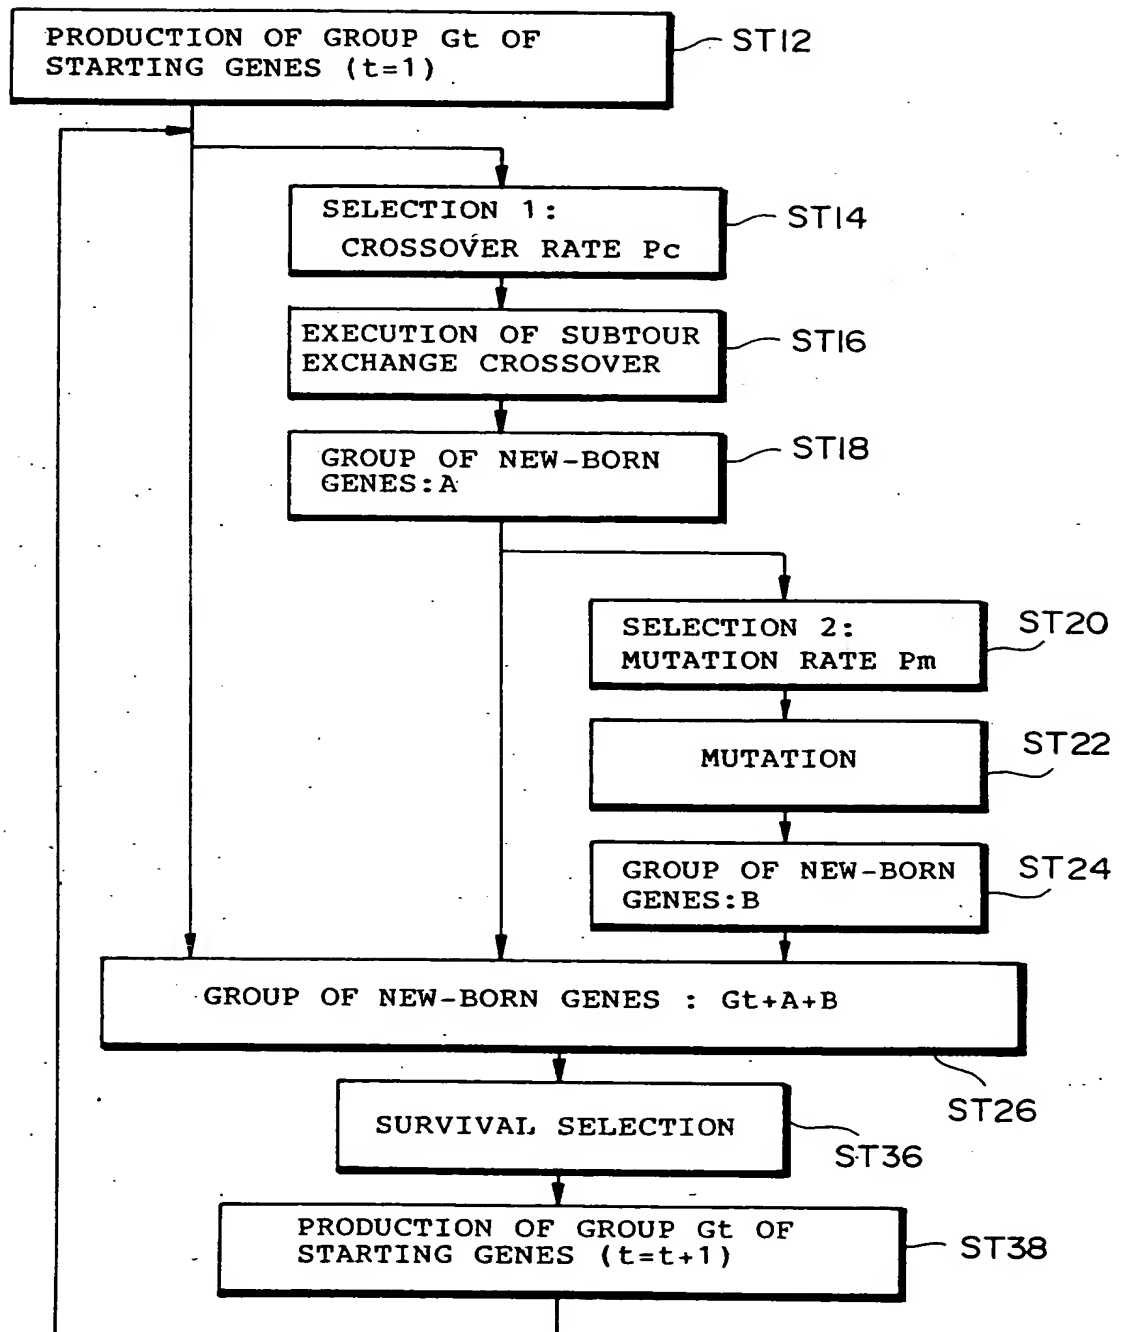 PRODUCTION OF GROUP Gt OF
STARTING GENES (t=1)
ST12
SELECTION 1:
CROSSOVER RATE Pc
ST14
EXECUTION OF SUBTOUR
EXCHANGE CROSSOVER
ST16
GROUP OF NEW-BORN
GENES:A
ST18
SELECTION 2:
MUTATION RATE Pm
ST20
MUTATION
ST22
GROUP OF NEW-BORN
GENES:B
ST24
GROUP OF NEW-BORN GENES : Gt+A+B
ST26
SURVIVAL SELECTION
ST36
PRODUCTION OF GROUP Gt OF
STARTING GENES (t=t+1)
ST38